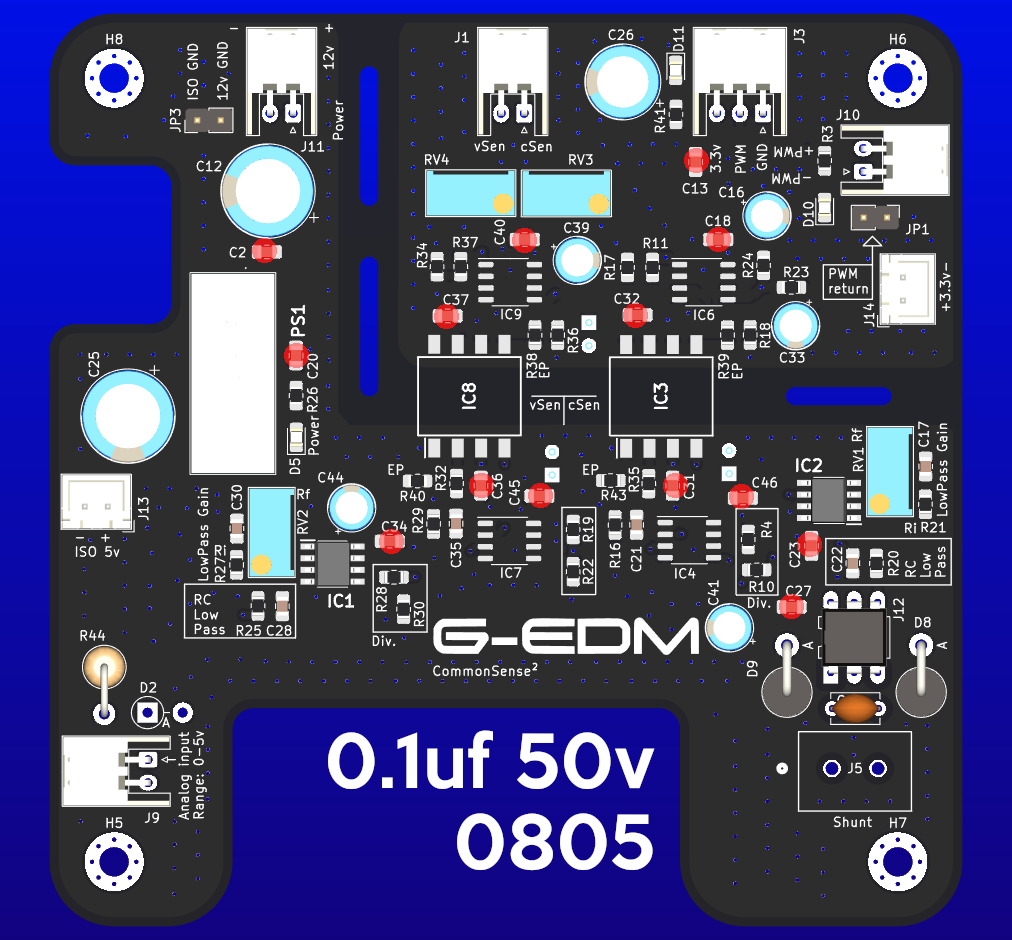 H8
ISO GND
12v GND
JP3
-
+
12v
Power
J11
J1
vSen
cSen
C26
D11
R41+
J3
3.3v
PWM
GND
C13
H6
J10
R3
PWM+
PWM-
D10
JP1
C12
+
C2
RV4
RV3
C16
C40
C39
C18
R34
R37
R17
R11
R24
R23
PWM
return
J14
+3.3v-
IC9
IC6
C37
C32
C33
R38
EP
R36
R39
EP
R18
PS1
C20
R26
Power
D5
C25
+
IC8
IC3
vSen
cSen
J13
- +
ISO 5v
C44
EP
R40
R32
C36
C45
EP
R43
R35
C31
C46
IC2
RV1
Rf
C17
LowPass Gain
Ri
R21
LowPass Gain
C30
Ri
R27
Rf
RV2
C34
R29
C35
IC7
R19
R22
R16
C21
IC4
R4
R10
Div.
C23
C22
R20
RC
Low
Pass
IC1
RC
Low
Pass
R25
C28
R28
R30
Div.
C41
C27
J12
G-EDM
CommonSense²
D9
A
D8
A
R44
D2
A
J9
Analog input
Range: 0-5v
0.1uf 50v
0805
J5
Shunt
H5
H7